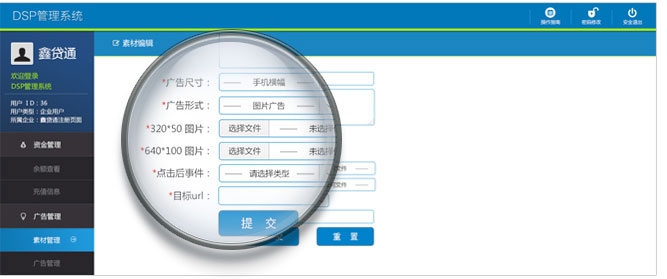 DSP管理系统
操作指南
密码修改
安全退出
鑫贷通
欢迎登录
DSP管理系统
用户 ID：36
用户类型：企业用户
所属企业：鑫贷通注册页面
资金管理
余额查看
充值信息
广告管理
素材管理
广告管理
素材编辑
*广告尺寸： —— 手机横幅 ——
*广告形式： —— 图片广告 ——
*320*50 图片： 选择文件 —— 未选择
*640*100 图片： 选择文件 —— 未选择
*点击后事件： —— 请选择类型 ——
*目标url：
提 交
文件 ——
文件 ——
重 置